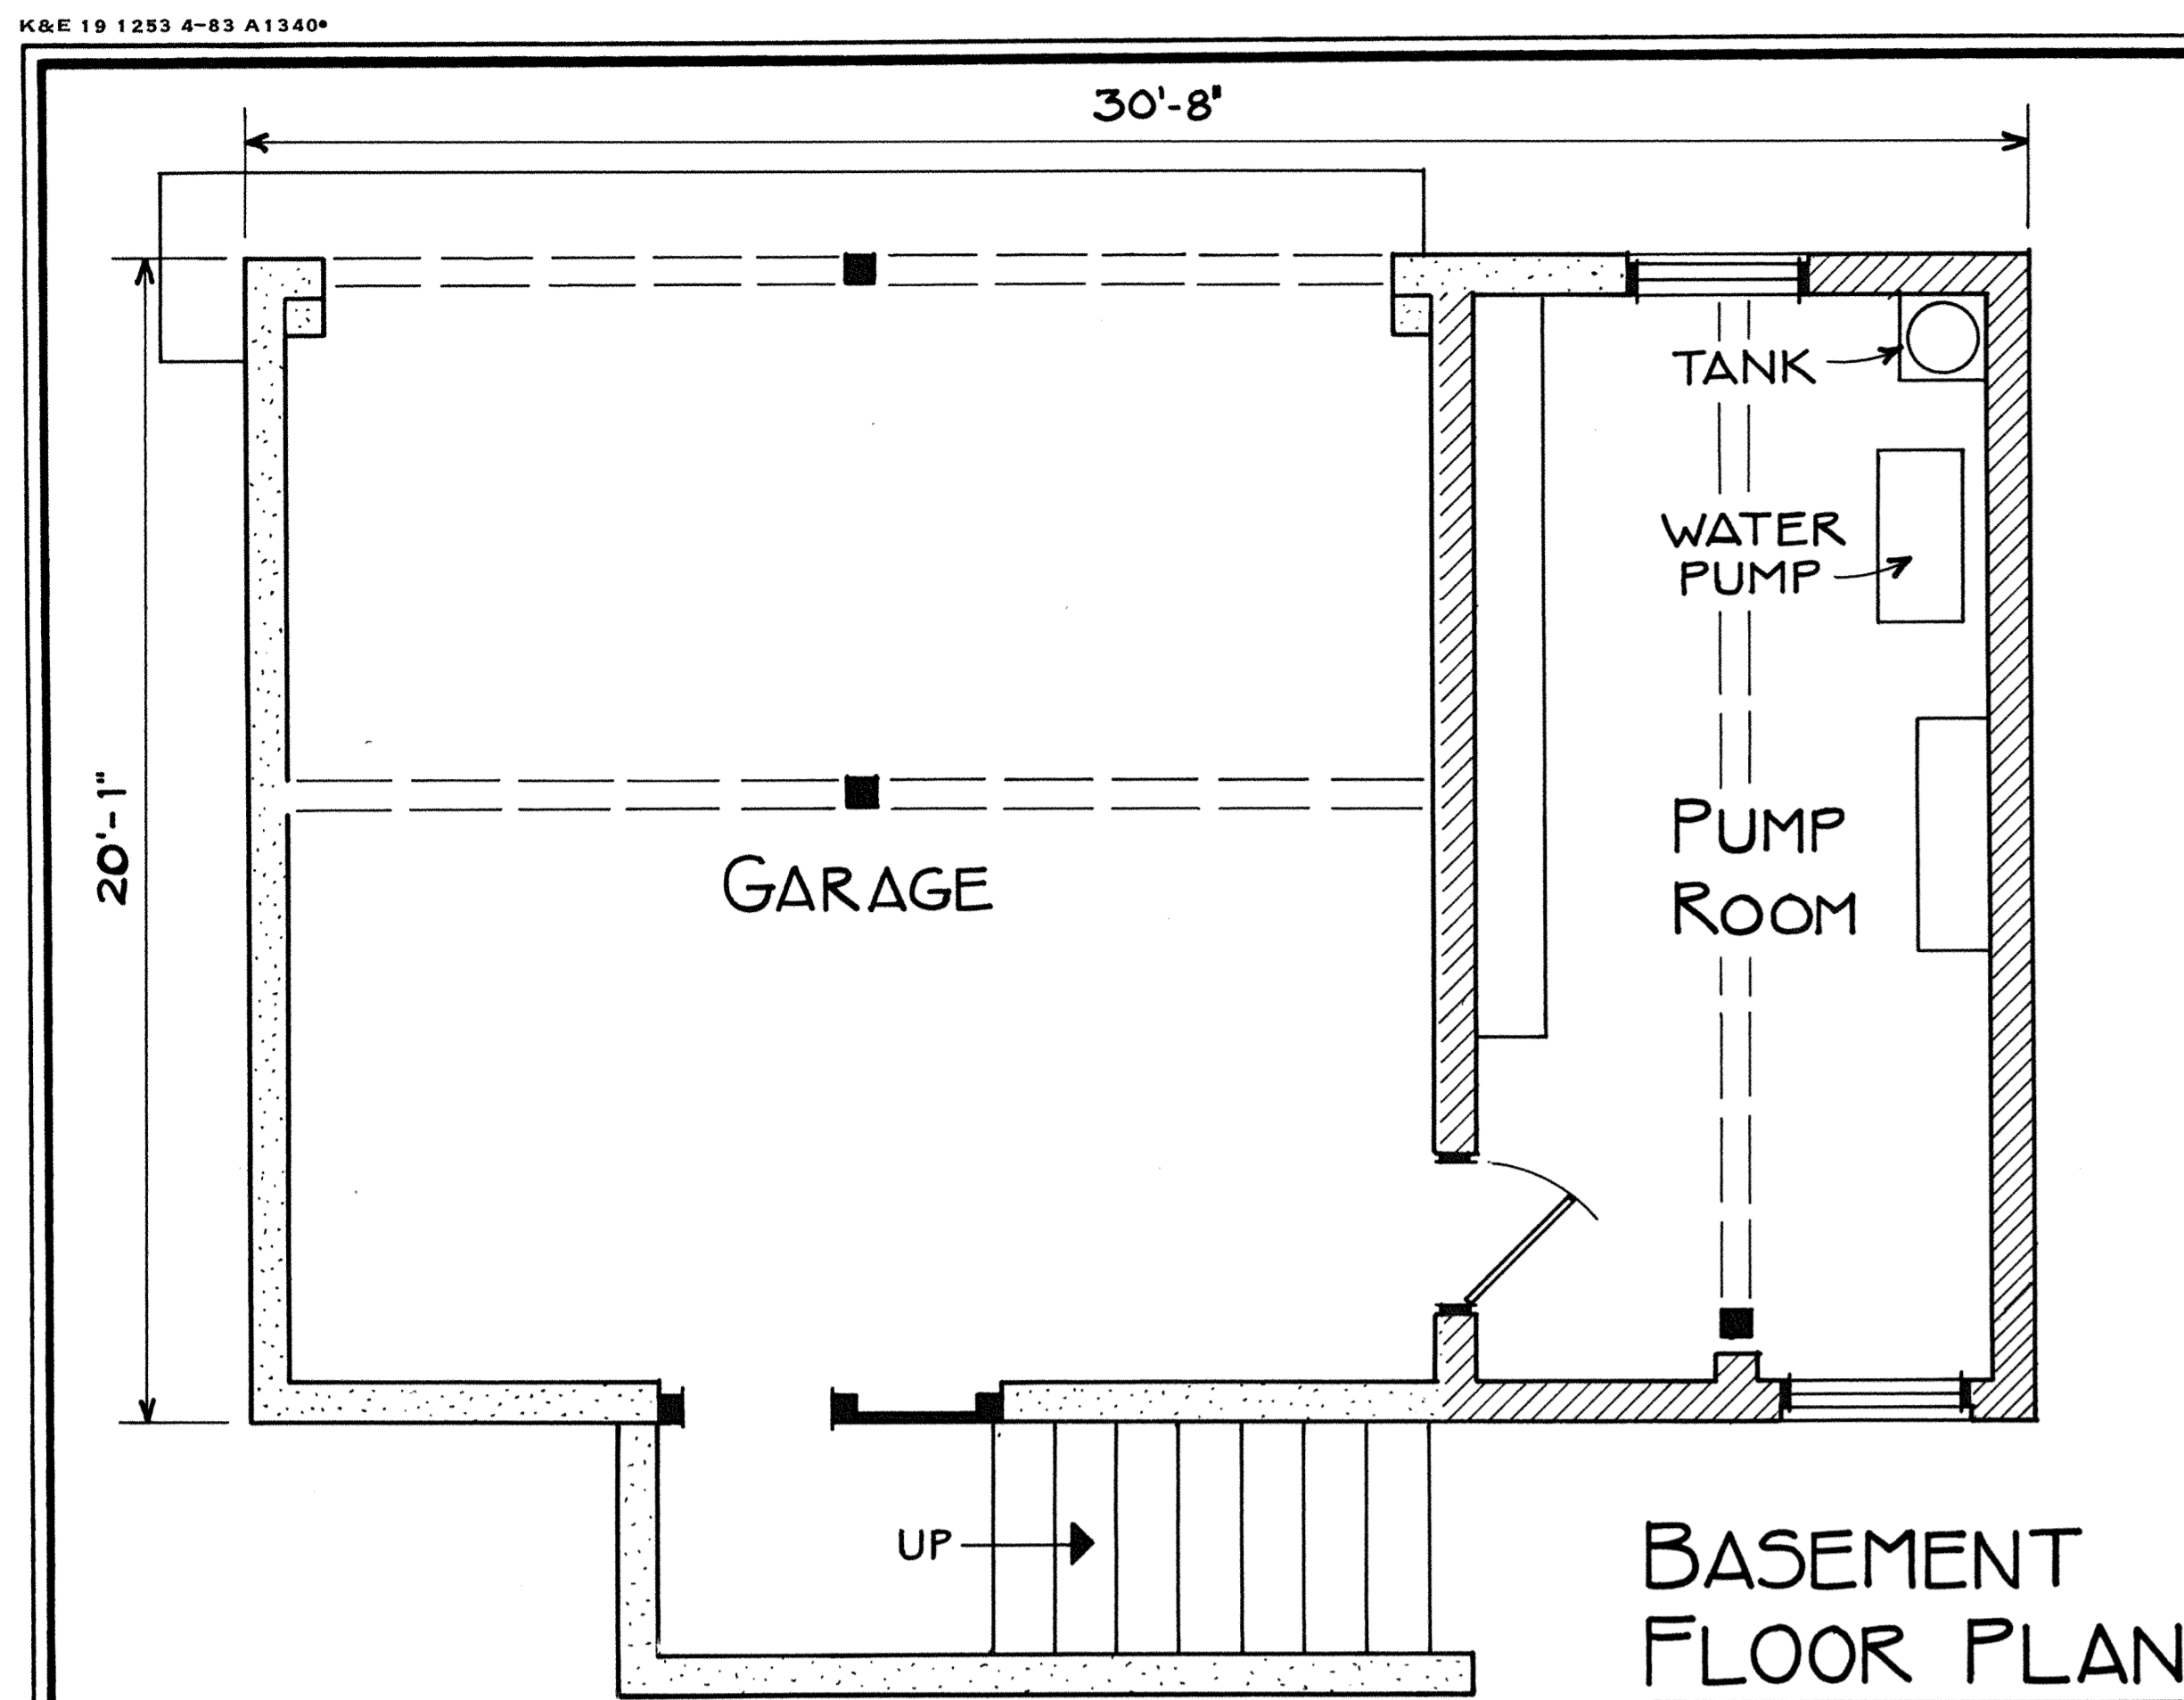 K&E 19 1253 4-83 A1340•
30'-8"
TANK
WATER
PUMP
20'-1"
PUMP
ROOM
GARAGE
UP
BASEMENT
FLOOR PLAN